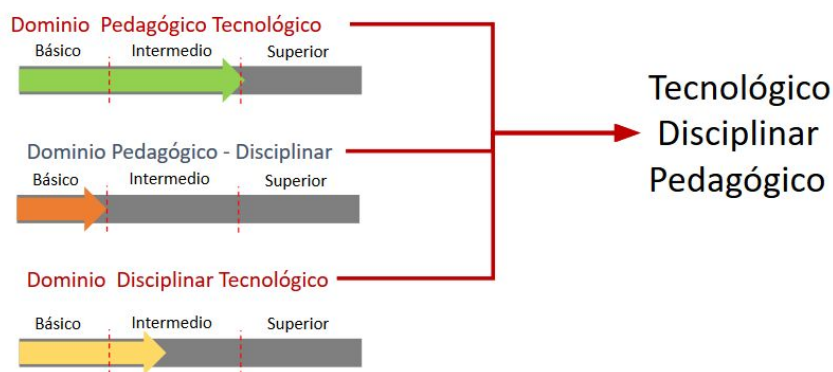 Dominio Pedagógico Tecnológico
Básico Intermedio Superior
Dominio Pedagógico - Disciplinar
Básico Intermedio Superior
Dominio Disciplinar Tecnológico
Básico Intermedio Superior
Tecnológico
Disciplinar
Pedagógico